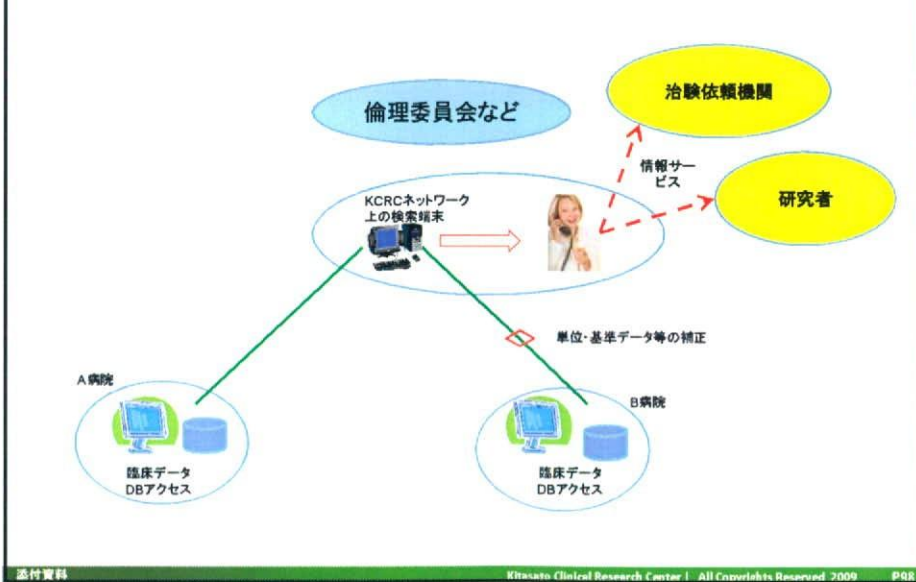 治験依頼機関
倫理委員会など
情報サー
ビス
研究者
KCRCネットワーク
上の検索端末
単位・基準データ等の補正
A病院
B病院
臨床データ
DBアクセス
臨床データ
DBアクセス
添付資料
Kitasato Clinical Research Center | All Copyrights Reserved 2009 P98